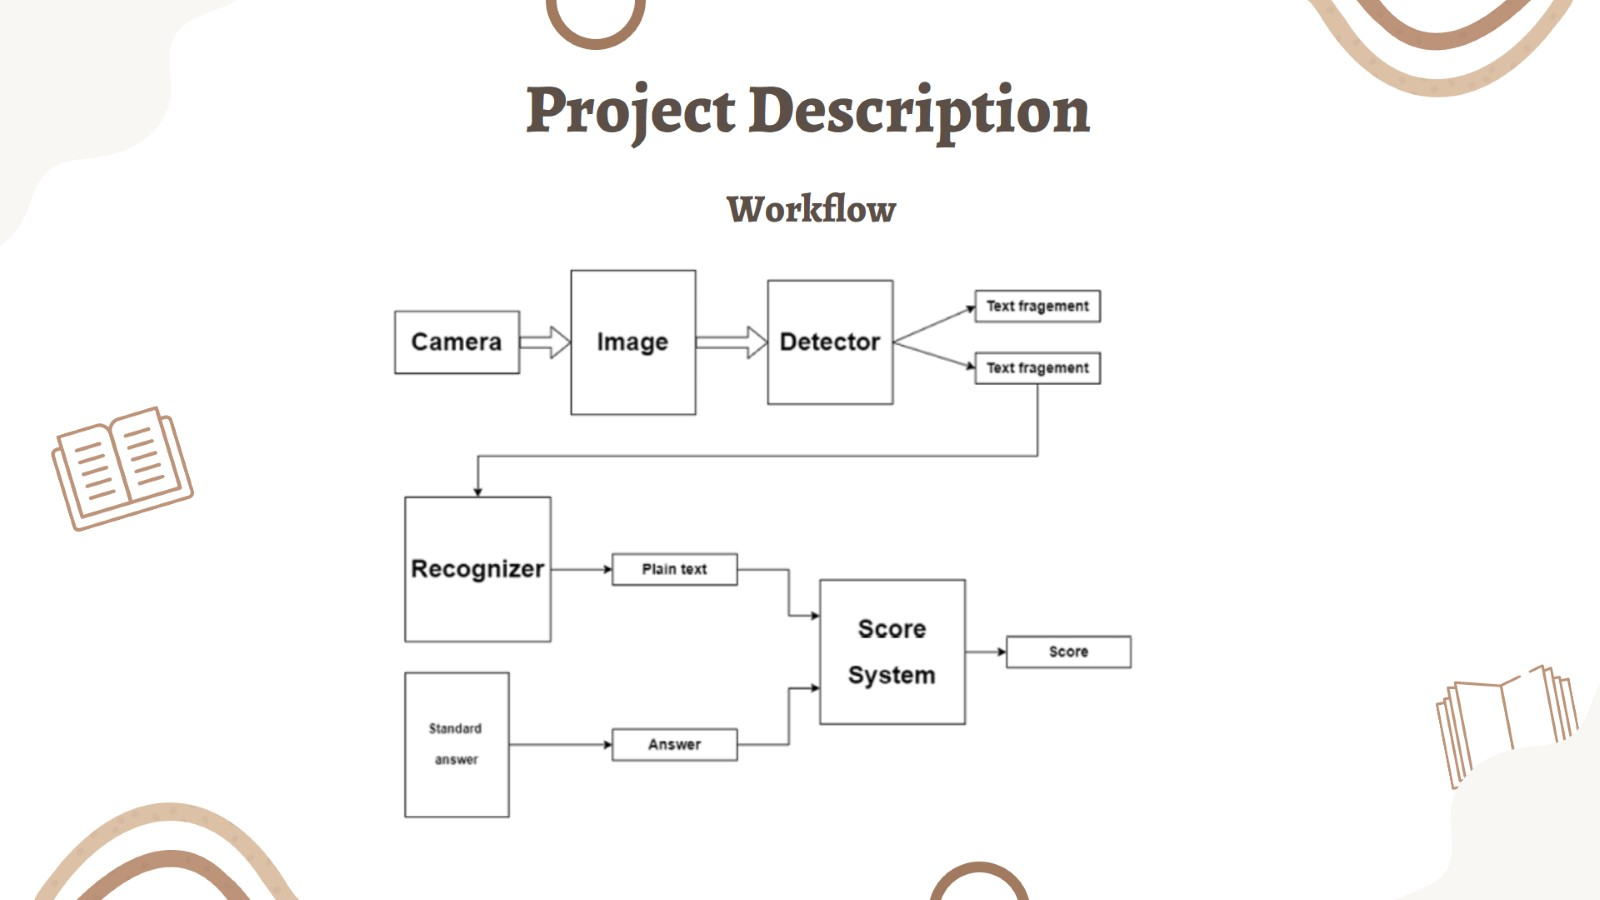 Project Description
Workflow
Camera
Image
Detector
Text fragement
Text fragement
Recognizer
Plain text
Score
System
Score
Standard
answer
Answer